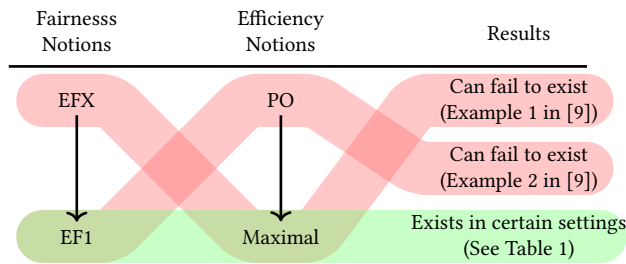 Fairnesss
Notions
Efficiency
Notions
Results
EFX
PO
Can fail to exist
(Example 1 in [9])
Can fail to exist
(Example 2 in [9])
EF1
Maximal
Exists in certain settings
(See Table 1)